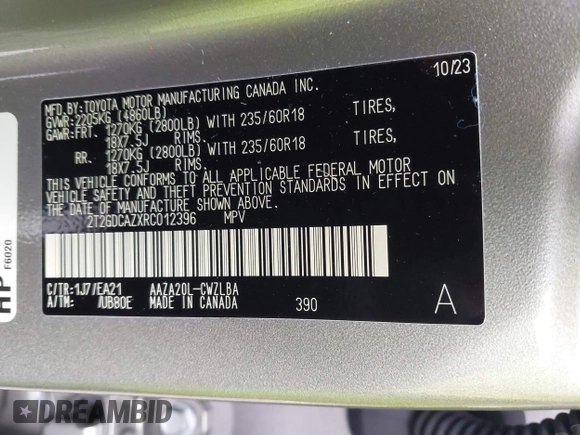 10/23
MFD.BY:TOYOTA MOTOR MANUFACTURING CANADA INC.
GVWR:2205KG (4860LB)
GAWR:FRT. 1270KG (2800LB) WITH 235/60R18 TIRES,
18X7.5J RIMS.
RR. 1270KG (2800LB) WITH 235/60R18 TIRES,
18X7.5J RIMS.
THIS VEHICLE CONFORMS TO ALL APPLICABLE FEDERAL MOTOR
VEHICLE SAFETY AND THEFT PREVENTION STANDARDS IN EFFECT ON
THE DATE OF MANUFACTURE SHOWN ABOVE.
2T2GDCAZXRC012396 MPV
C/TR:1J7/EA21 AAZA20L-CWZLBA
A/TM: /UB80E MADE IN CANADA 390 A
HP
F6020
DREAMBID